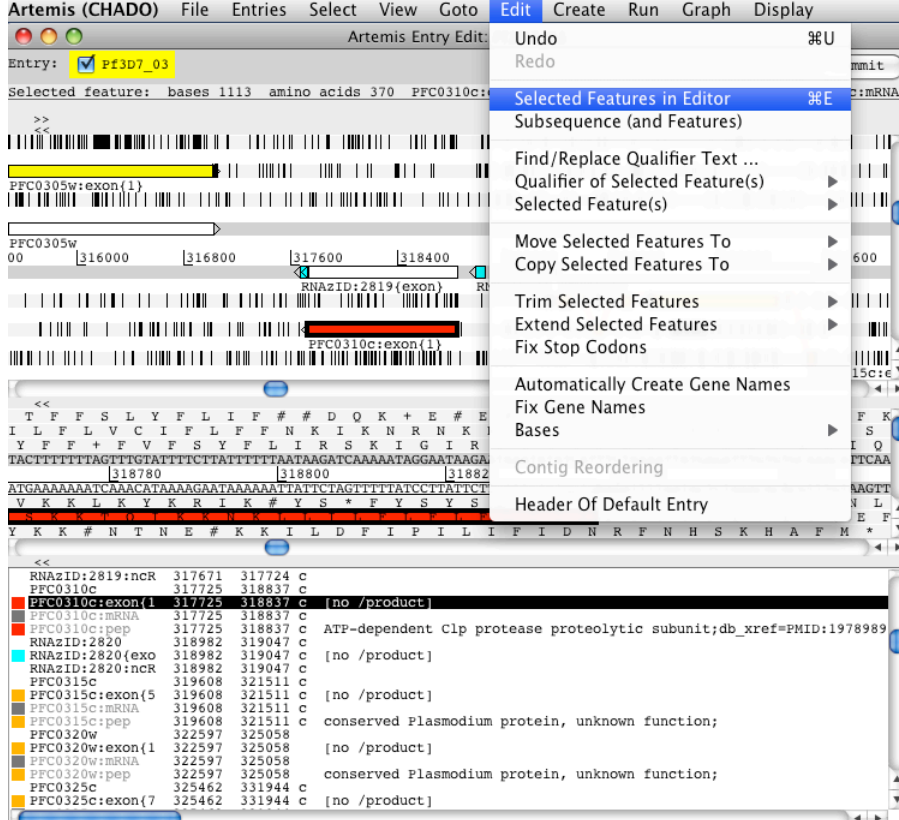 Artemis (CHADO) File Entries Select View Goto Edit Create Run Graph Display
Artemis Entry Edit:
Entry: Pf3D7_03
mmit
Selected feature: bases 1113 amino acids 370 PFC0310c:
c:mRNA
Undo ⌘U
Redo
Selected Features in Editor ⌘E
Subsequence (and Features)
Find/Replace Qualifier Text ...
Qualifier of Selected Feature(s)
Selected Feature(s)
Move Selected Features To
Copy Selected Features To
Trim Selected Features
Extend Selected Features
Fix Stop Codons
Automatically Create Gene Names
Fix Gene Names
Bases
Contig Reordering
Header Of Default Entry
>>
<<
PFC0305w:exon{1}
PFC0305w
00 316000 316800 317600 318400 600
RNAzID:2819{exon} RN
PFC0310c:exon{1}
15c:e
<<
T F F S L Y F L I F # # D Q K + E # E F K
I L F L V C I F L F F N K I K N R N K S
Y F F + F V F S Y F L I R S K I G I R I Q
TACTTTTTTTAGTTTGTATTTTCTTATTTTTTAATAAGATCAAAAATAGGAATAAGA TTCAA
318780 318800 31882
ATGAAAAAAATCAAACATAAAAGAATAAAAAATTATTCTAGTTTTTATCCTTATTCT AAGTT
V K K L K Y K R I K # Y S * F Y S Y S N L
E F
Y K K # N T N E # K K I L D F I P I L I F I D N R F N H S K H A F M *
<<
RNAzID:2819:ncR 317671 317724 c
PFC0310c 317725 318837 c
PFC0310c:exon{1 317725 318837 c [no /product]
PFC0310c:mRNA 317725 318837 c
PFC0310c:pep 317725 318837 c ATP-dependent Clp protease proteolytic subunit;db_xref=PMID:1978989
RNAzID:2820 318982 319047 c
RNAzID:2820{exo 318982 319047 c [no /product]
RNAzID:2820:ncR 318982 319047 c
PFC0315c 319608 321511 c
PFC0315c:exon{5 319608 321511 c [no /product]
PFC0315c:mRNA 319608 321511 c
PFC0315c:pep 319608 321511 c conserved Plasmodium protein, unknown function;
PFC0320w 322597 325058
PFC0320w:exon{1 322597 325058 [no /product]
PFC0320w:mRNA 322597 325058
PFC0320w:pep 322597 325058 conserved Plasmodium protein, unknown function;
PFC0325c 325462 331944 c
PFC0325c:exon{7 325462 331944 c [no /product]